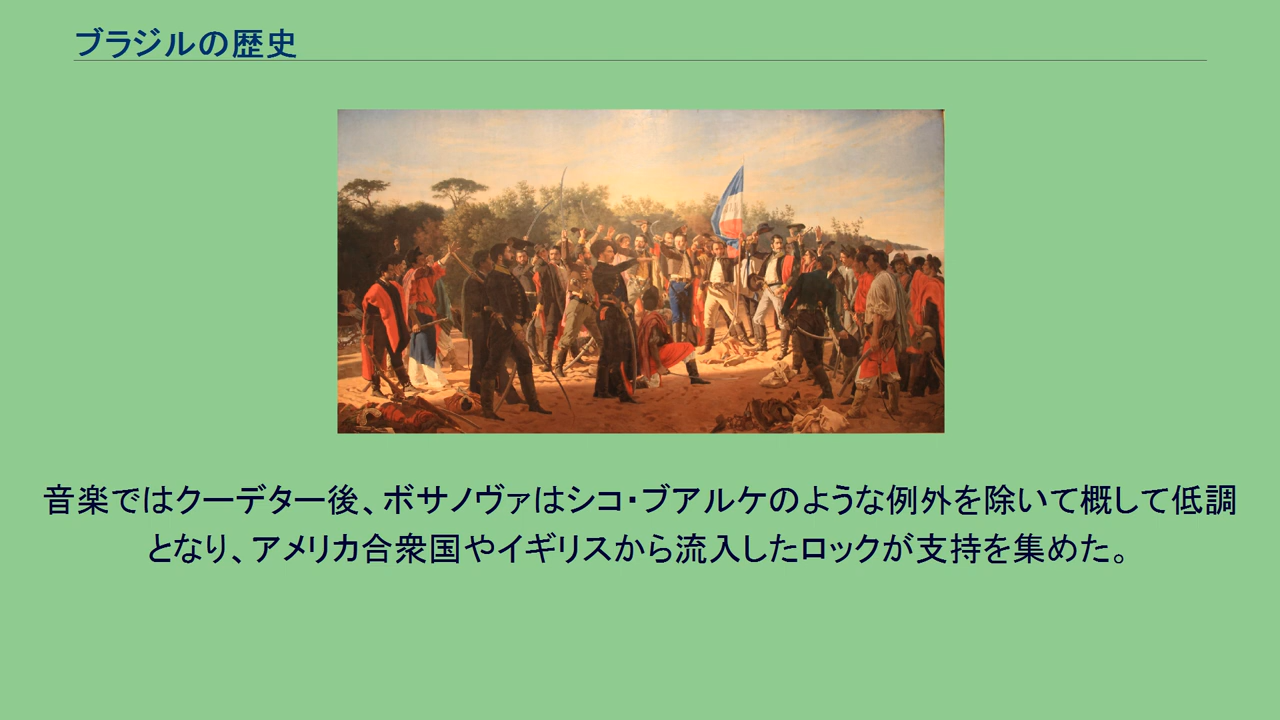 ブラジルの歴史
音楽ではクーデター後、ボサノヴァはシコ・ブアルケのような例外を除いて概して低調
となり、アメリカ合衆国やイギリスから流入したロックが支持を集めた。